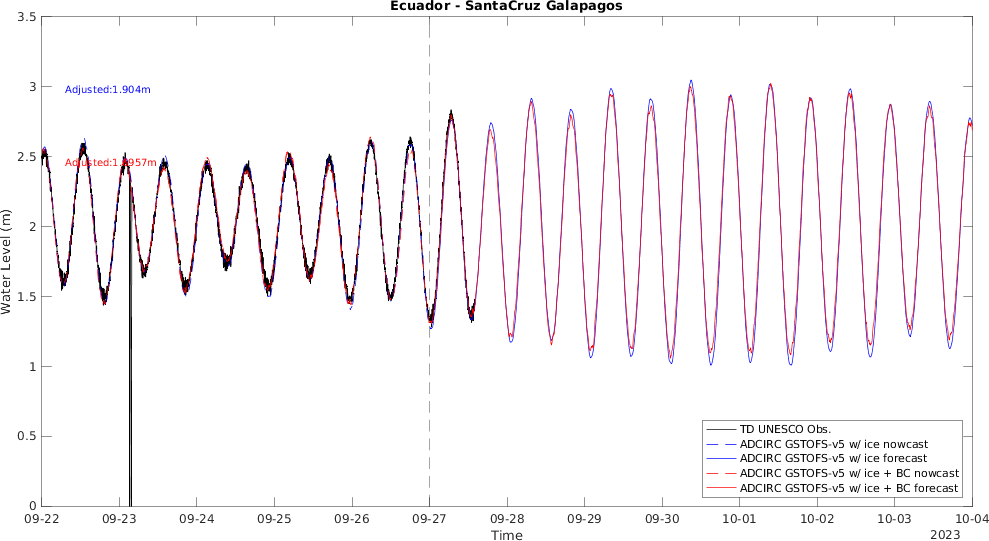 Ecuador - SantaCruz Galapagos
3.5
3
2.5
2
1.5
1
0.5
0
Water Level (m)
Adjusted:1.904m
Adjusted:1.8957m
TD UNESCO Obs.
ADCIRC GSTOFS-v5 w/ ice nowcast
ADCIRC GSTOFS-v5 w/ ice forecast
ADCIRC GSTOFS-v5 w/ ice + BC nowcast
ADCIRC GSTOFS-v5 w/ ice + BC forecast
09-22 09-23 09-24 09-25 09-26 09-27 09-28 09-29 09-30 10-01 10-02 10-03 10-04
Time
2023